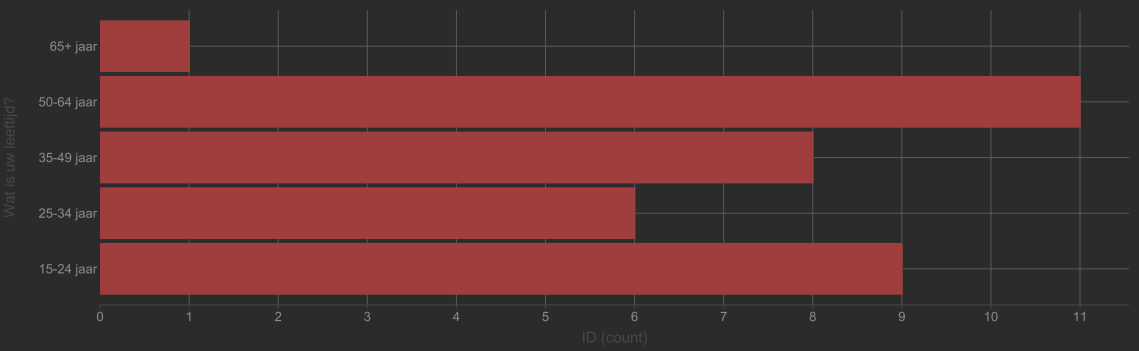 Wat is uw leeftijd?
65+ jaar
50-64 jaar
35-49 jaar
25-34 jaar
15-24 jaar
0 1 2 3 4 5 6 7 8 9 10 11
ID (count)